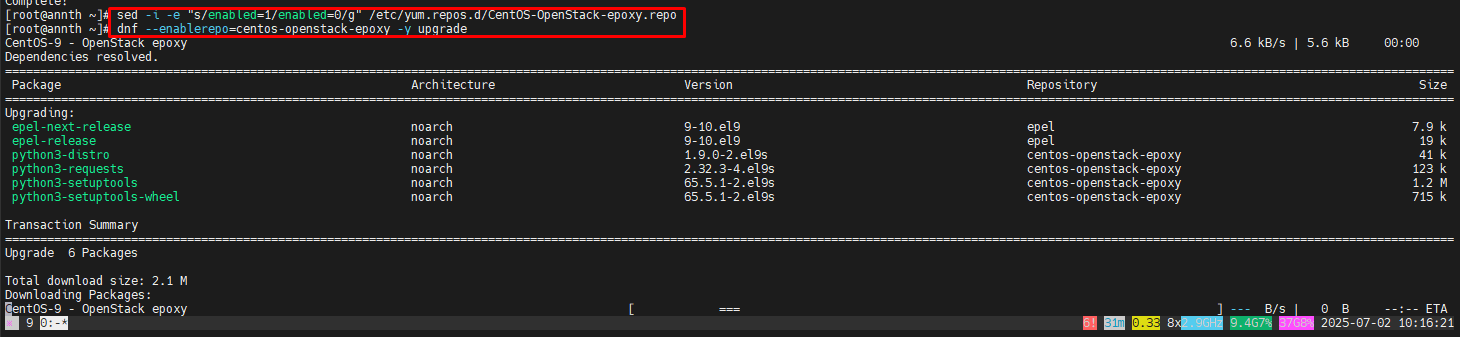 Complete!
[root@annth ~]# sed -i -e "s/enabled=1/enabled=0/g" /etc/yum.repos.d/CentOS-OpenStack-epoxy.repo
[root@annth ~]# dnf --enablerepo=centos-openstack-epoxy -y upgrade
CentOS-9 - OpenStack epoxy 6.6 kB/s | 5.6 kB 00:00
Dependencies resolved.
Package Architecture Version Repository Size
Upgrading:
epel-next-release noarch 9-10.el9 epel 7.9 k
epel-release noarch 9-10.el9 epel 19 k
python3-distro noarch 1.9.0-2.el9s centos-openstack-epoxy 41 k
python3-requests noarch 2.32.3-4.el9s centos-openstack-epoxy 123 k
python3-setuptools noarch 65.5.1-2.el9s centos-openstack-epoxy 1.2 M
python3-setuptools-wheel noarch 65.5.1-2.el9s centos-openstack-epoxy 715 k
Transaction Summary
Upgrade 6 Packages
Total download size: 2.1 M
Downloading Packages:
CentOS-9 - OpenStack epoxy [ === ] --- B/s | 0 B --:-- ETA
9 0:-* 6! 31m 0.33 8x2.9GHz 9.4G7% 37G8% 2025-07-02 10:16:21